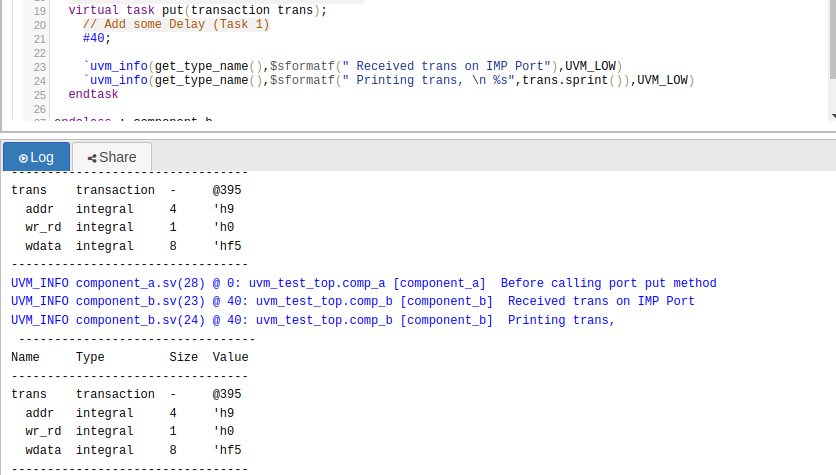 19 virtual task put(transaction trans);
20 // Add some Delay (Task 1)
21 #40;
22
23 `uvm_info(get_type_name(),$sformatf(" Received trans on IMP Port"),UVM_LOW)
24 `uvm_info(get_type_name(),$sformatf(" Printing trans, \n %s",trans.sprint()),UVM_LOW)
25 endtask
26
Log Share
---------------------------------
trans transaction - @395
addr integral 4 'h9
wr_rd integral 1 'h0
wdata integral 8 'hf5
---------------------------------
UVM_INFO component_a.sv(28) @ 0: uvm_test_top.comp_a [component_a] Before calling port put method
UVM_INFO component_b.sv(23) @ 40: uvm_test_top.comp_b [component_b] Received trans on IMP Port
UVM_INFO component_b.sv(24) @ 40: uvm_test_top.comp_b [component_b] Printing trans,
---------------------------------
Name Type Size Value
---------------------------------
trans transaction - @395
addr integral 4 'h9
wr_rd integral 1 'h0
wdata integral 8 'hf5
---------------------------------